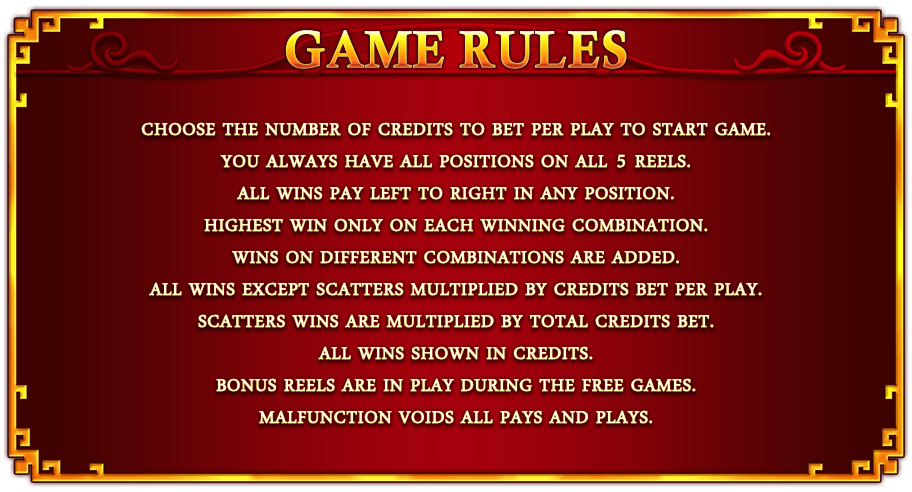 GAME RULES
CHOOSE THE NUMBER OF CREDITS TO BET PER PLAY TO START GAME.
YOU ALWAYS HAVE ALL POSITIONS ON ALL 5 REELS.
ALL WINS PAY LEFT TO RIGHT IN ANY POSITION.
HIGHEST WIN ONLY ON EACH WINNING COMBINATION.
WINS ON DIFFERENT COMBINATIONS ARE ADDED.
ALL WINS EXCEPT SCATTERS MULTIPLIED BY CREDITS BET PER PLAY.
SCATTERS WINS ARE MULTIPLIED BY TOTAL CREDITS BET.
ALL WINS SHOWN IN CREDITS.
BONUS REELS ARE IN PLAY DURING THE FREE GAMES.
MALFUNCTION VOIDS ALL PAYS AND PLAYS.